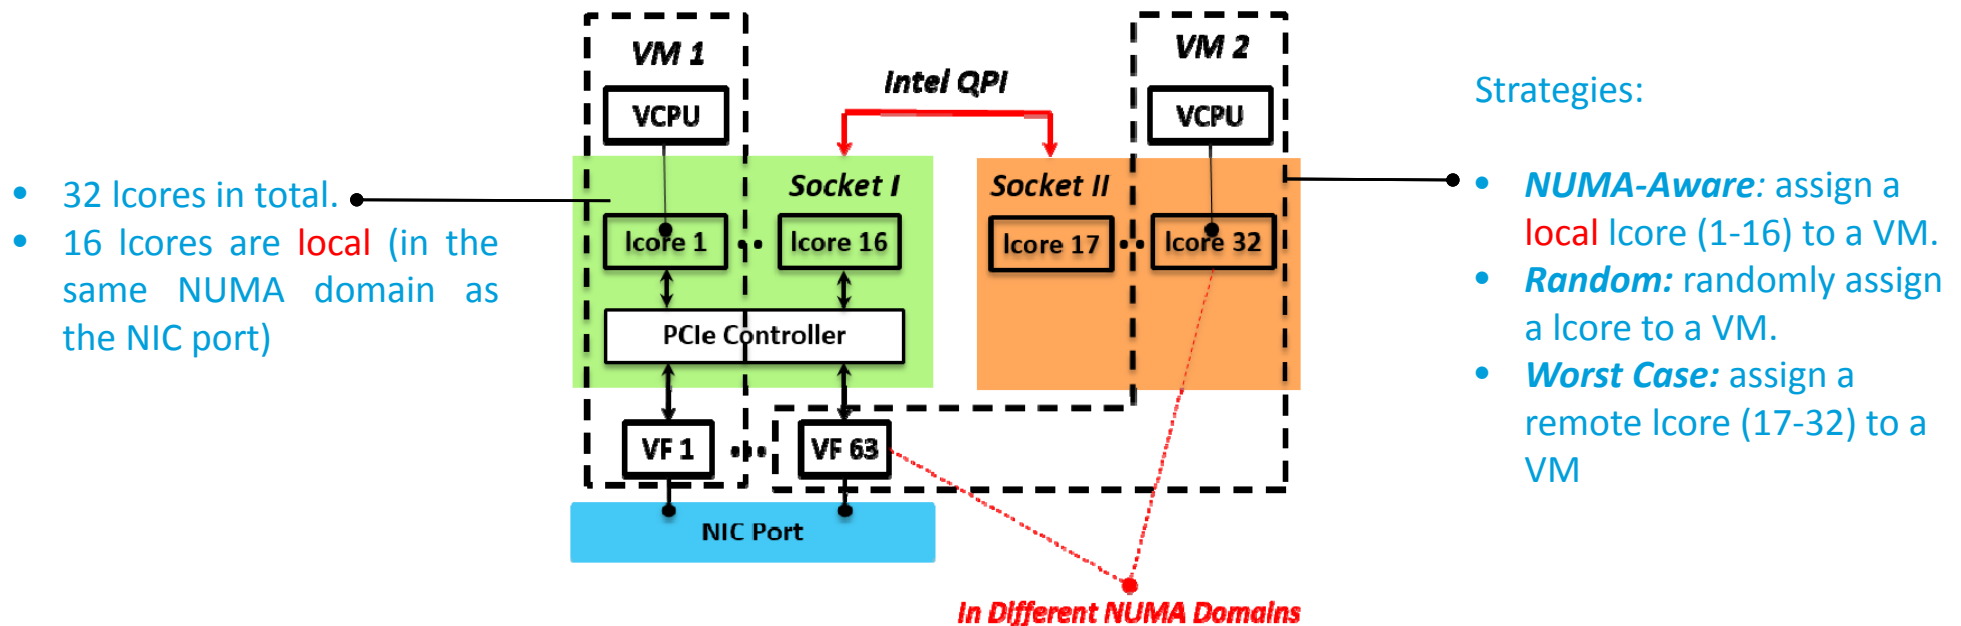 • 32 lcores in total.
• 16 lcores are local (in the
same NUMA domain as
the NIC port)
VM 1
VCPU
Intel QPI
VM 2
VCPU
Socket I
Socket II
lcore 1
lcore 16
lcore 17
lcore 32
PCIe Controller
VF 1
VF 63
NIC Port
In Different NUMA Domains
Strategies:
• NUMA-Aware: assign a
local lcore (1-16) to a VM.
• Random: randomly assign
a lcore to a VM.
• Worst Case: assign a
remote lcore (17-32) to a
VM